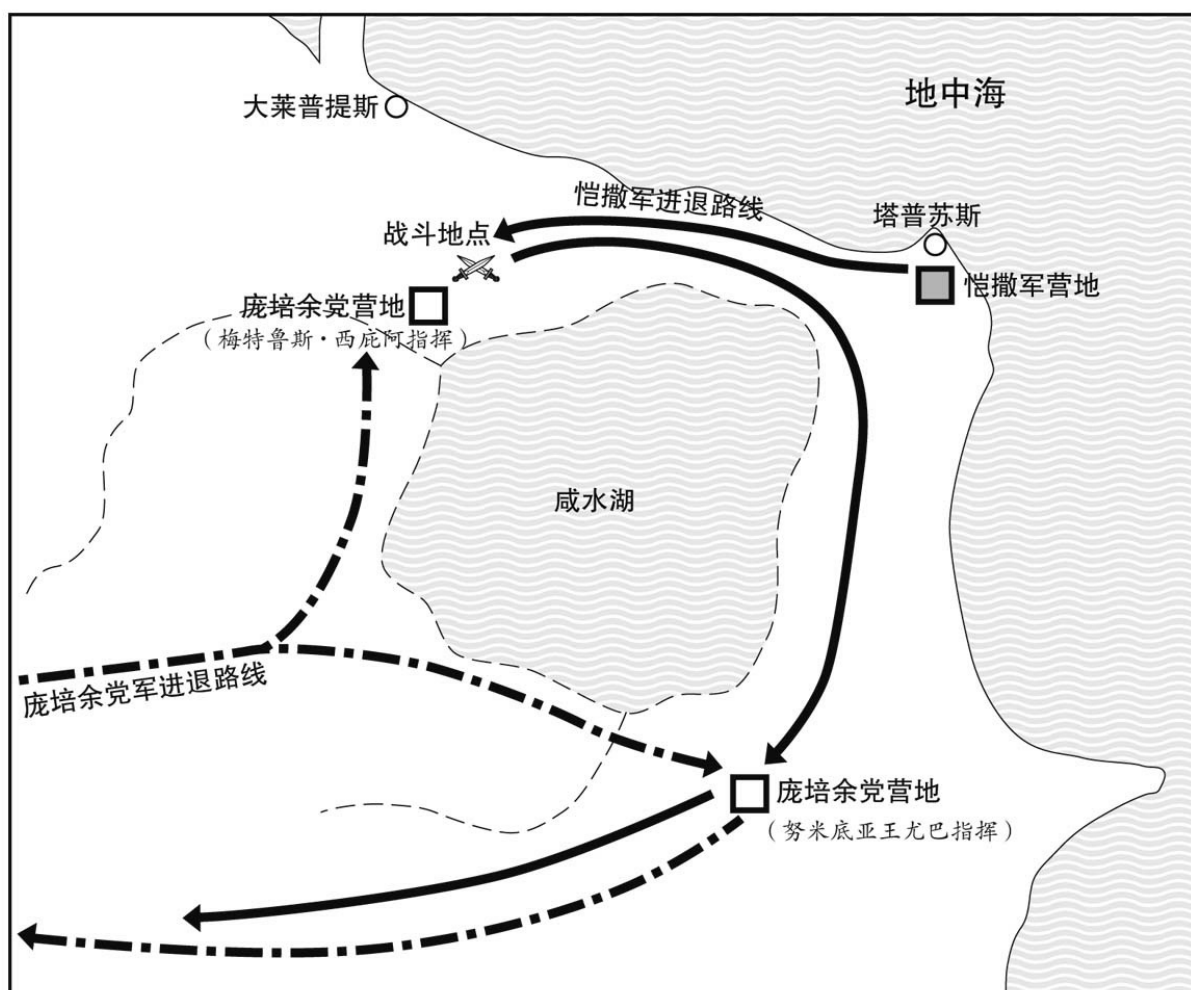 地中海
大莱普提斯
恺撒军进退路线
塔普苏斯
战斗地点
恺撒军营地
庞培余党营地
（梅特鲁斯·西庇阿指挥）
咸水湖
庞培余党军进退路线
庞培余党营地
（努米底亚王尤巴指挥）